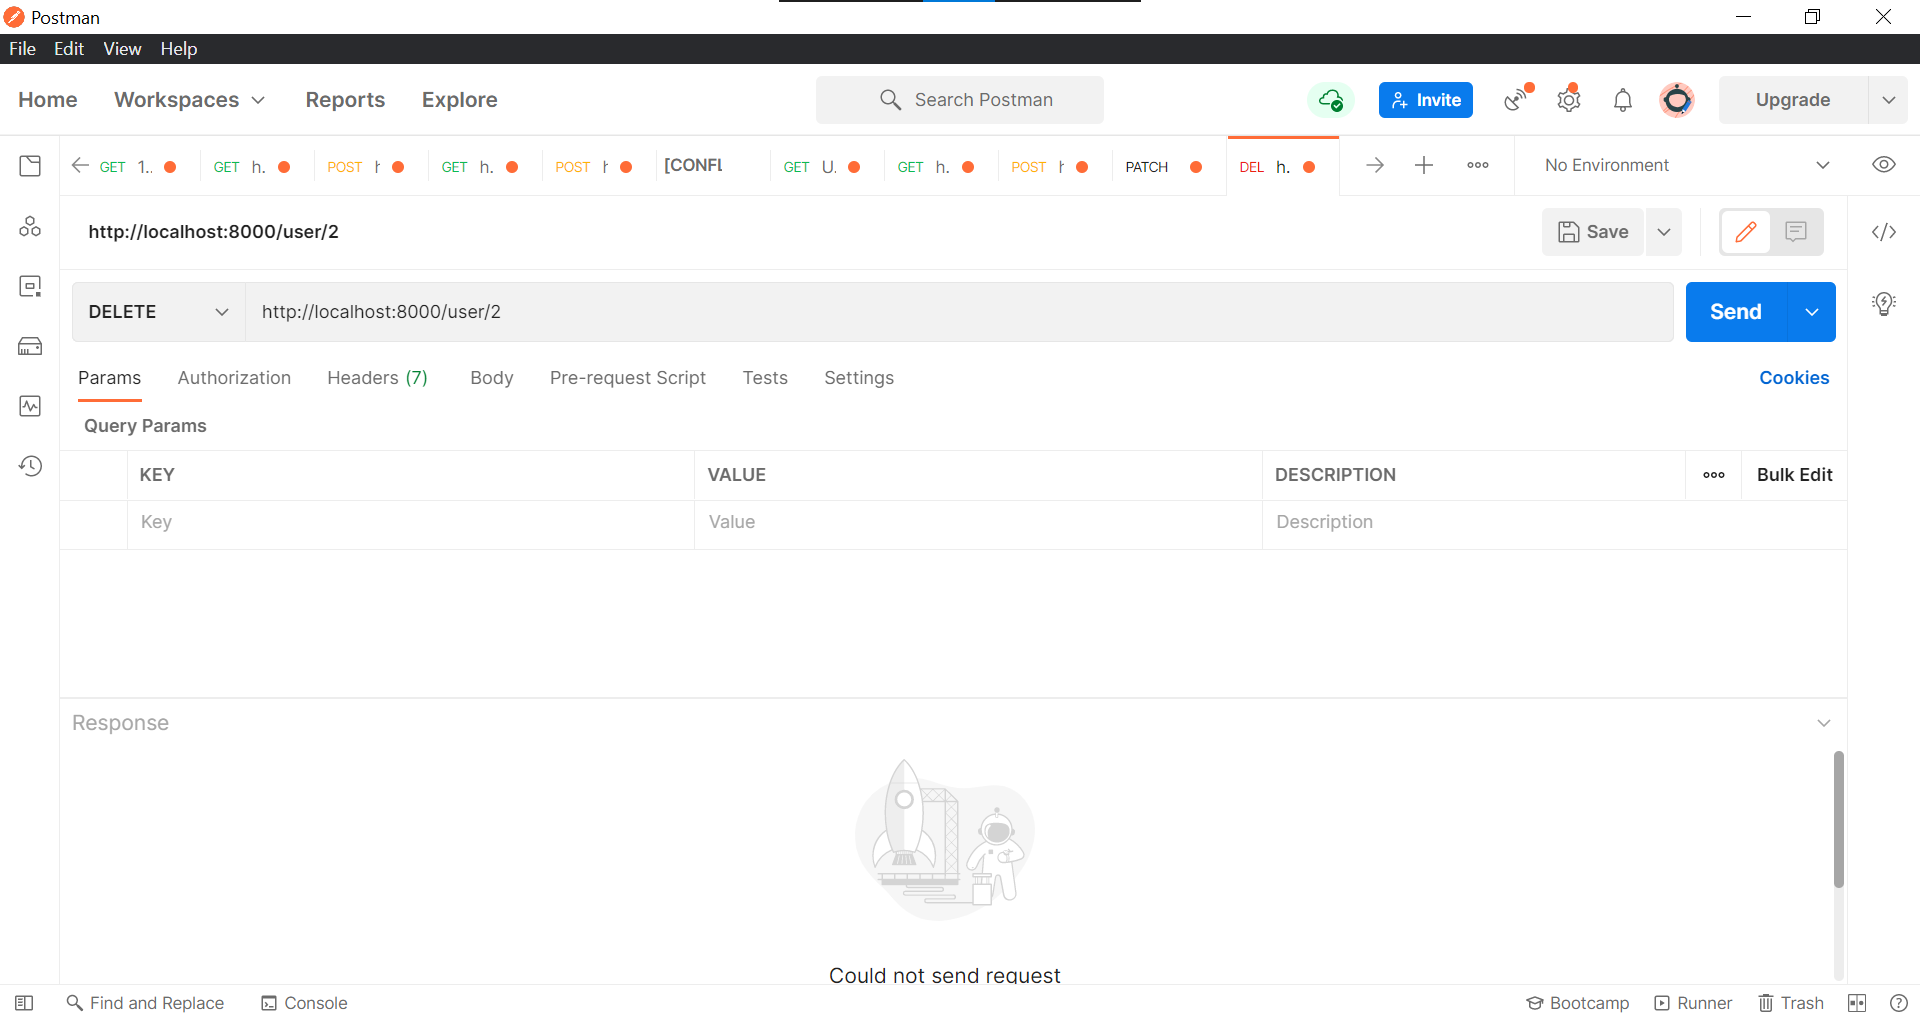 Postman
File Edit View Help
Home Workspaces Reports Explore Search Postman Invite Upgrade
GET 1.. GET h. POST h GET h. POST h [CONFL GET U. GET h. POST h PATCH DEL h. No Environment
http://localhost:8000/user/2 Save
DELETE http://localhost:8000/user/2 Send
Params Authorization Headers (7) Body Pre-request Script Tests Settings Cookies
Query Params
KEY VALUE DESCRIPTION Bulk Edit
Key Value Description
Response
Could not send request
Find and Replace Console Bootcamp Runner Trash